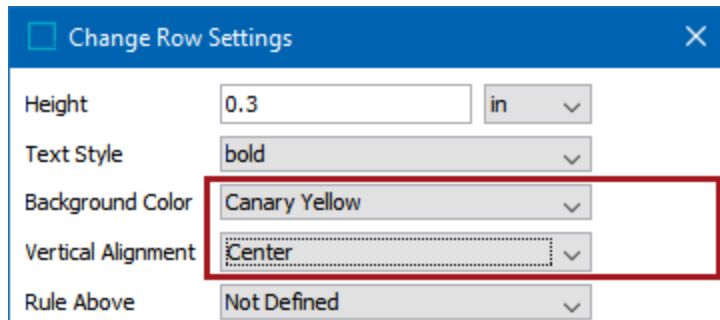 Change Row Settings
Height 0.3 in
Text Style bold
Background Color Canary Yellow
Vertical Alignment Center
Rule Above Not Defined